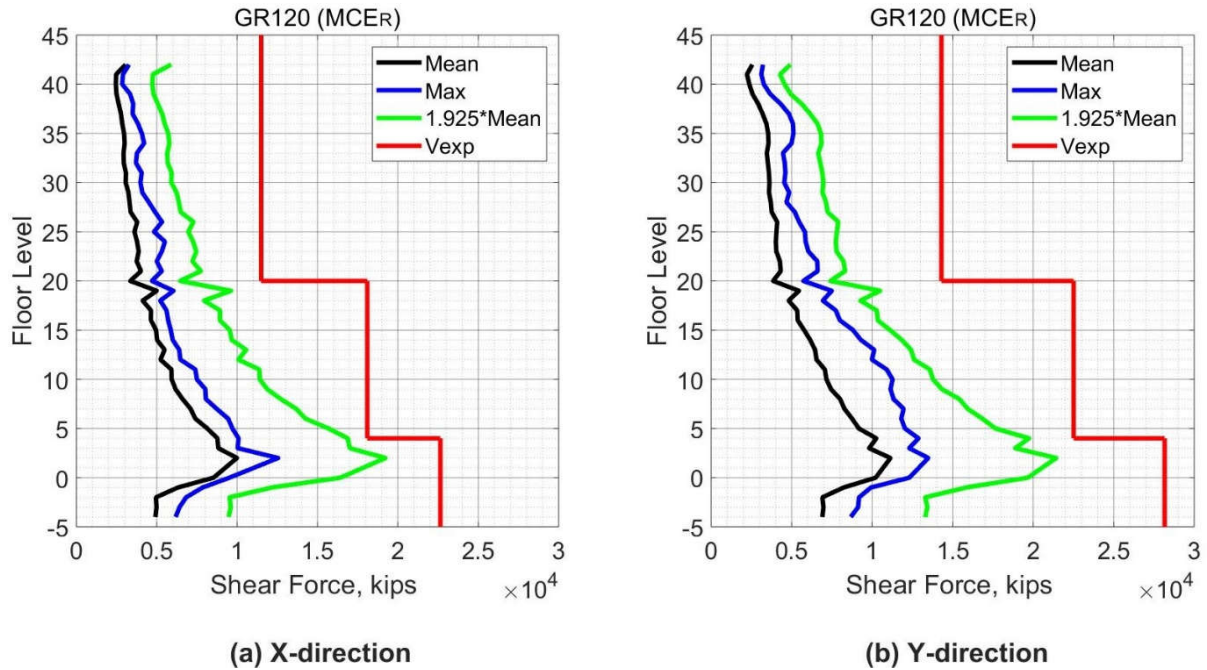 GR120 (MCER)
45
40
35
30
25
20
15
10
5
0
-5
Floor Level
Mean
Max
1.925*Mean
Vexp
0 0.5 1 1.5 2 2.5 3
Shear Force, kips
×10^4
(a) X-direction
GR120 (MCER)
45
40
35
30
25
20
15
10
5
0
-5
Floor Level
Mean
Max
1.925*Mean
Vexp
0 0.5 1 1.5 2 2.5 3
Shear Force, kips
×10^4
(b) Y-direction